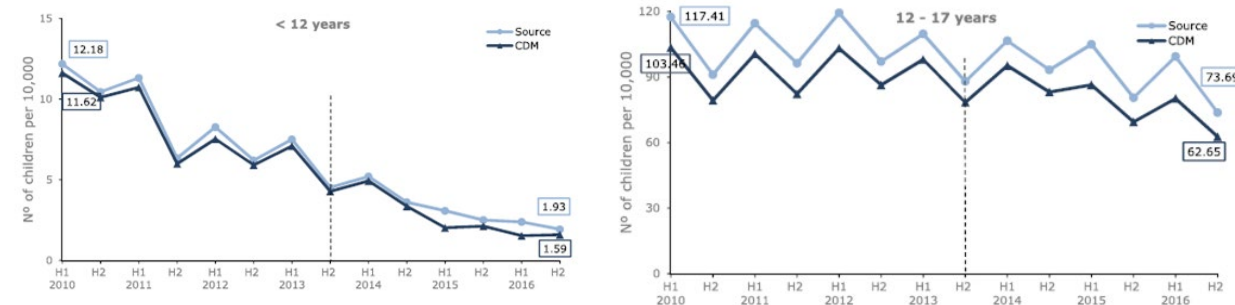 < 12 years
Source
CDM
Nº of children per 10,000
15
10
5
0
12.18
11.62
1.93
1.59
H1 H2 H1 H2 H1 H2 H1 H2 H1 H2 H1 H2 H1 H2
2010 2011 2012 2013 2014 2015 2016
12 - 17 years
Source
CDM
Nº of children per 10,000
120
90
60
30
0
117.41
103.46
73.69
62.65
H1 H2 H1 H2 H1 H2 H1 H2 H1 H2 H1 H2 H1 H2
2010 2011 2012 2013 2014 2015 2016